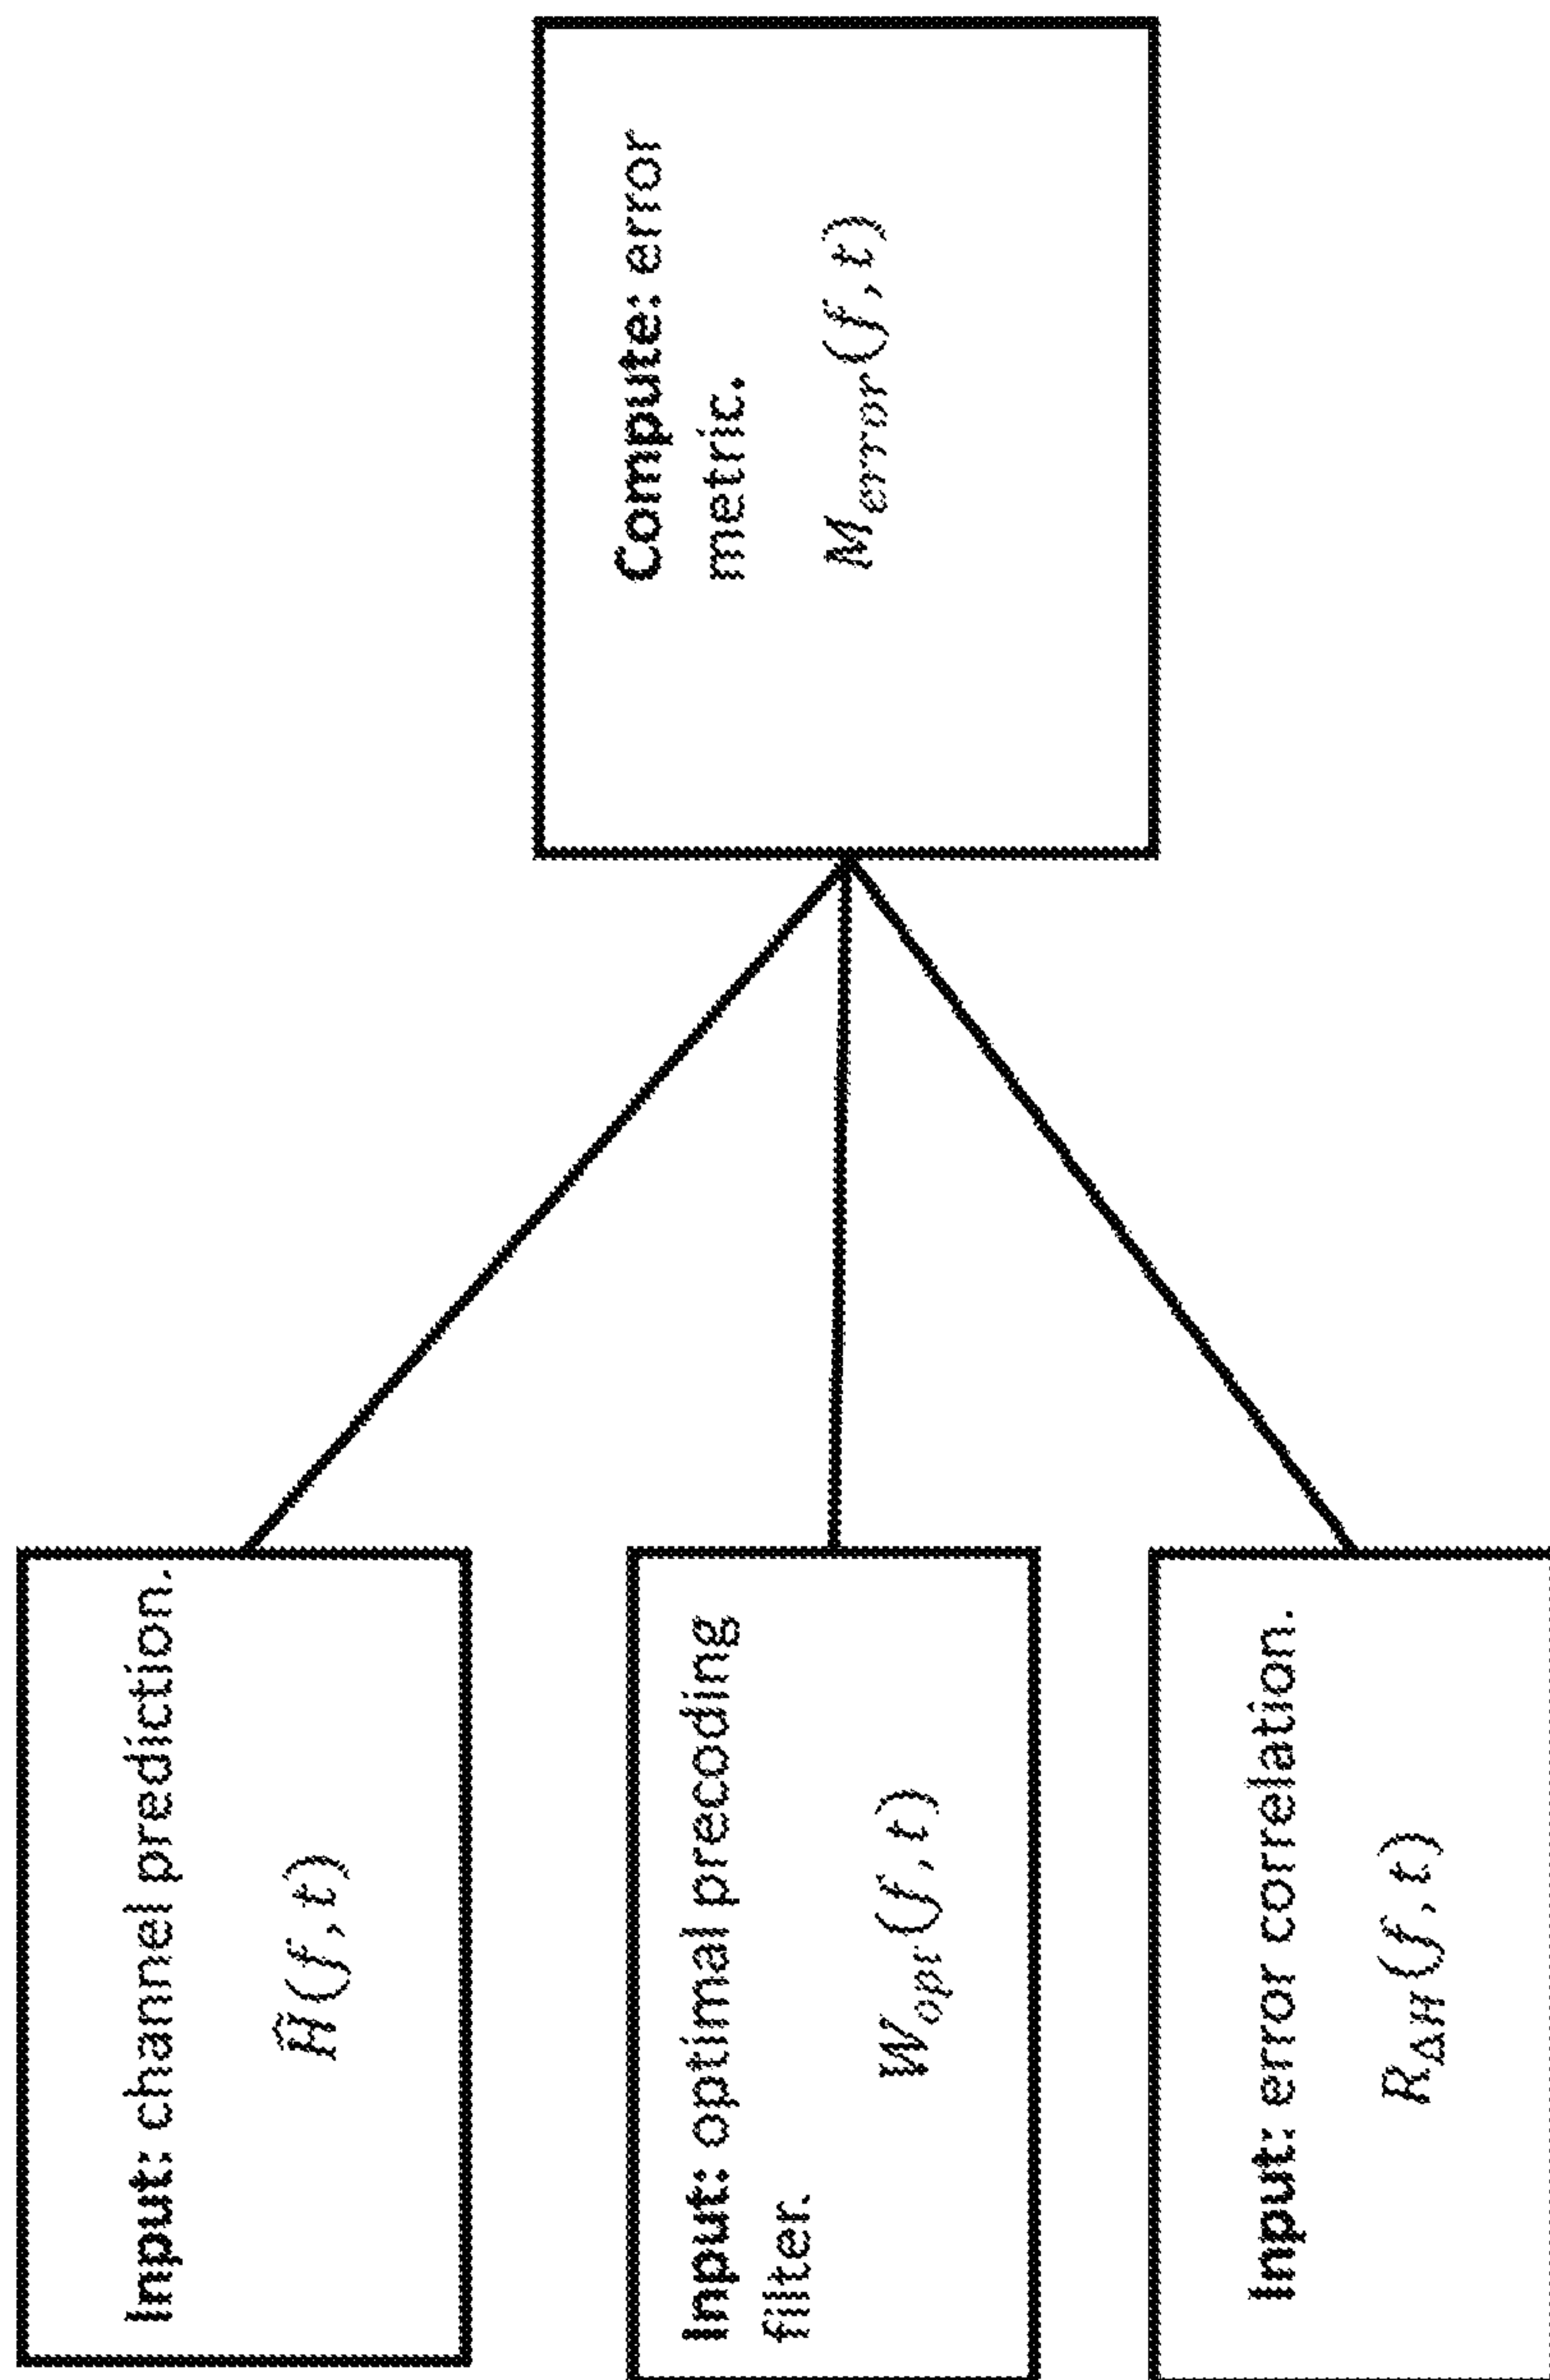 Input: channel prediction.
H̃(f,t)
Input: optimal precoding
filter.
W_opt(f,t)
Input: error correlation.
R_ΔH(f,t)
Compute: error
metric.
M_error(f,t)